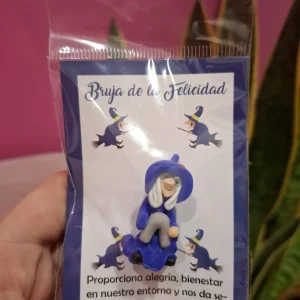 Bruja de la Felicidad
Proporciona alegría, bienestar
en nuestro entorno y nos da se-